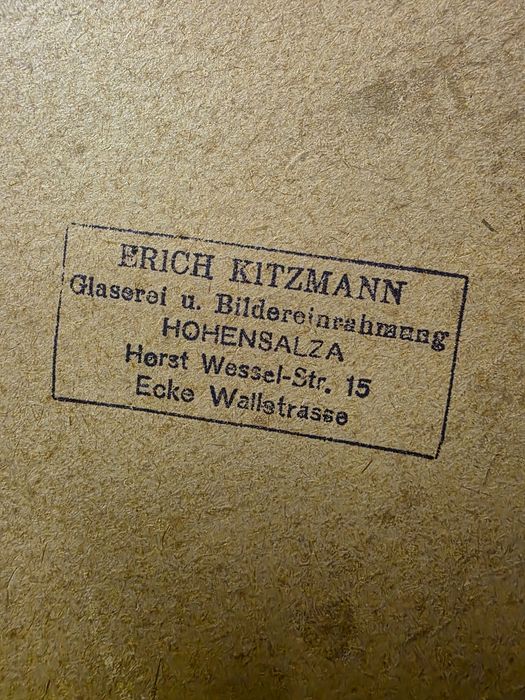 ERICH KITZMANN
Glaserei u. Bildereinrahmung
HOHENSALZA
Horst Wessel-Str. 15
Ecke Wallstrasse